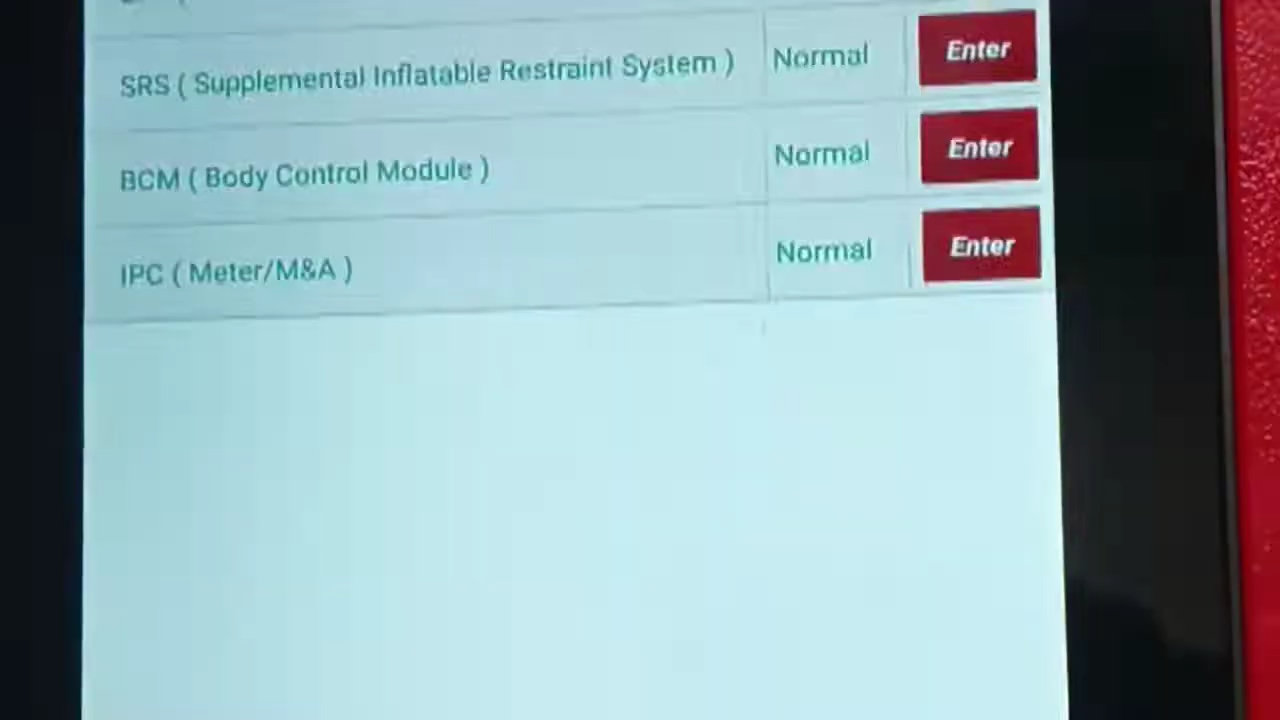 SRS ( Supplemental Inflatable Restraint System ) Normal Enter
BCM ( Body Control Module ) Normal Enter
IPC ( Meter/M&A ) Normal Enter